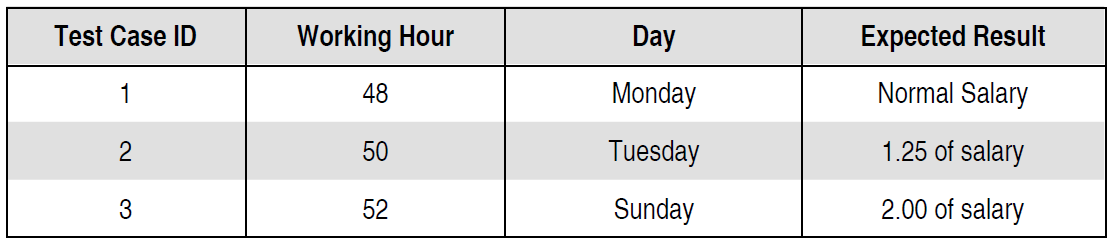 Test Case ID Working Hour Day Expected Result
1 48 Monday Normal Salary
2 50 Tuesday 1.25 of salary
3 52 Sunday 2.00 of salary